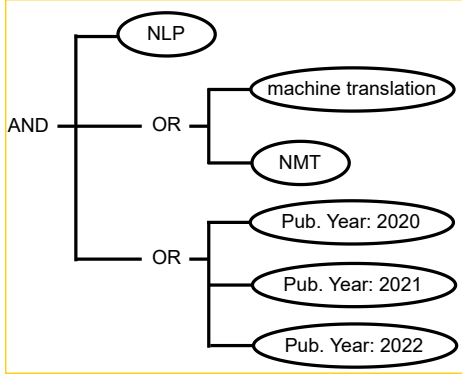 NLP
machine translation
AND
OR
NMT
Pub. Year: 2020
OR
Pub. Year: 2021
Pub. Year: 2022